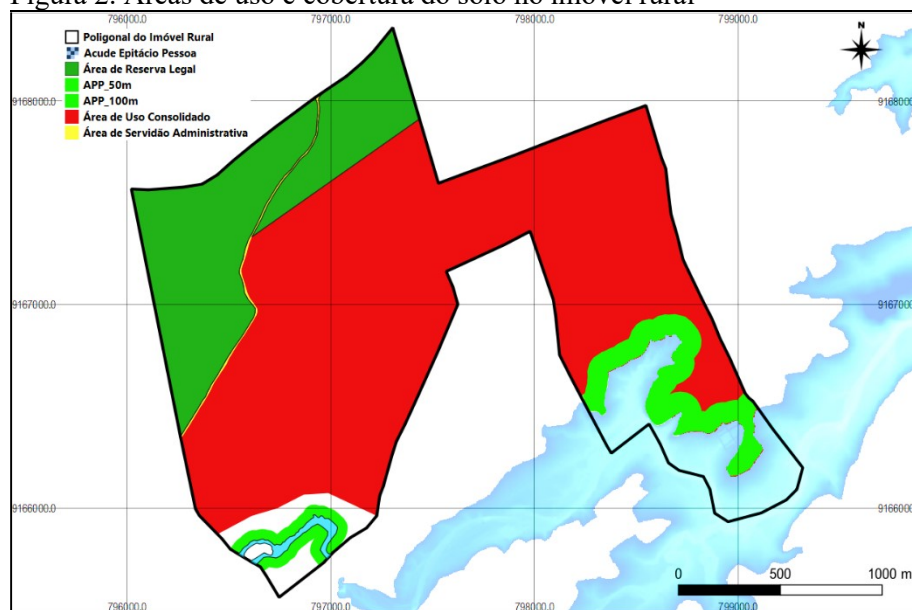 Figura 2. Áreas de uso e cobertura do solo no imóvel rural
796000.0 797000.0 798000.0 799000.0
Poligonal do Imóvel Rural
Acude Epitácio Pessoa
Área de Reserva Legal
APP_50m
APP_100m
Área de Uso Consolidado
Área de Servidão Administrativa
N
9168000.0 9168000.0
9167000.0 9167000.0
9166000.0 9166000.0
0 500 1000 m
796000.0 797000.0 798000.0 799000.0